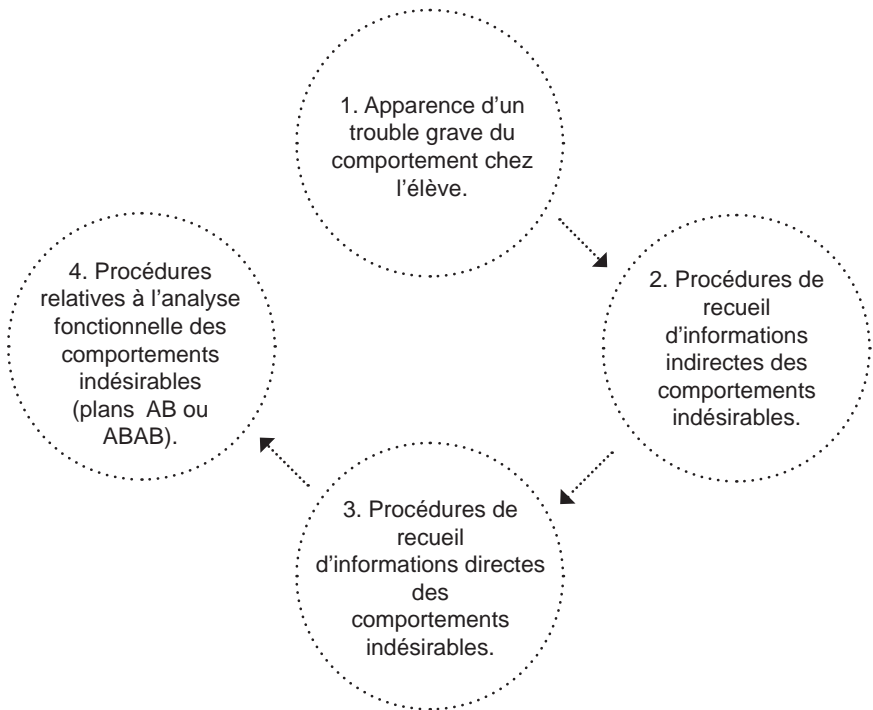 1. Apparence d’un
trouble grave du
comportement chez
l’élève.
2. Procédures de
recueil
d’informations
indirectes des
comportements
indésirables.
3. Procédures de
recueil
d’informations directes
des
comportements
indésirables.
4. Procédures
relatives à l’analyse
fonctionnelle des
comportements
indésirables
(plans AB ou
ABAB).